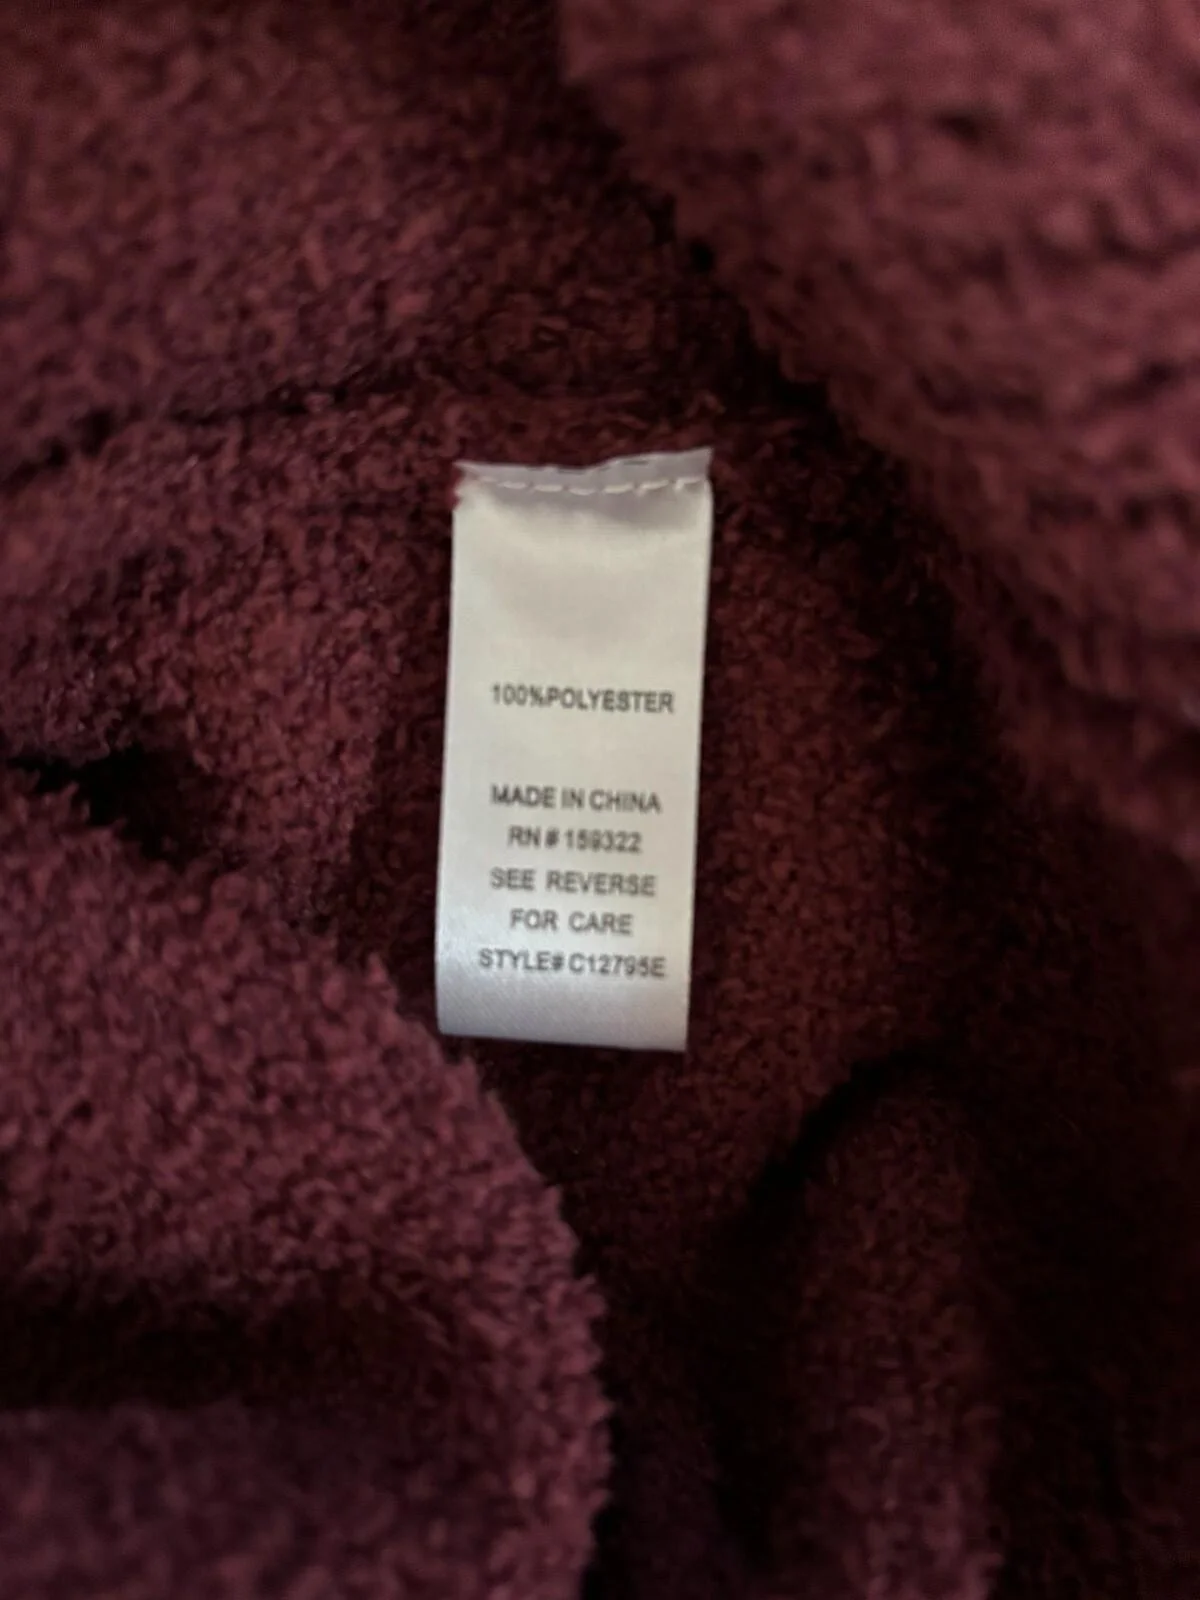 100%POLYESTER
MADE IN CHINA
RN # 159322
SEE REVERSE
FOR CARE
STYLE# C12795E